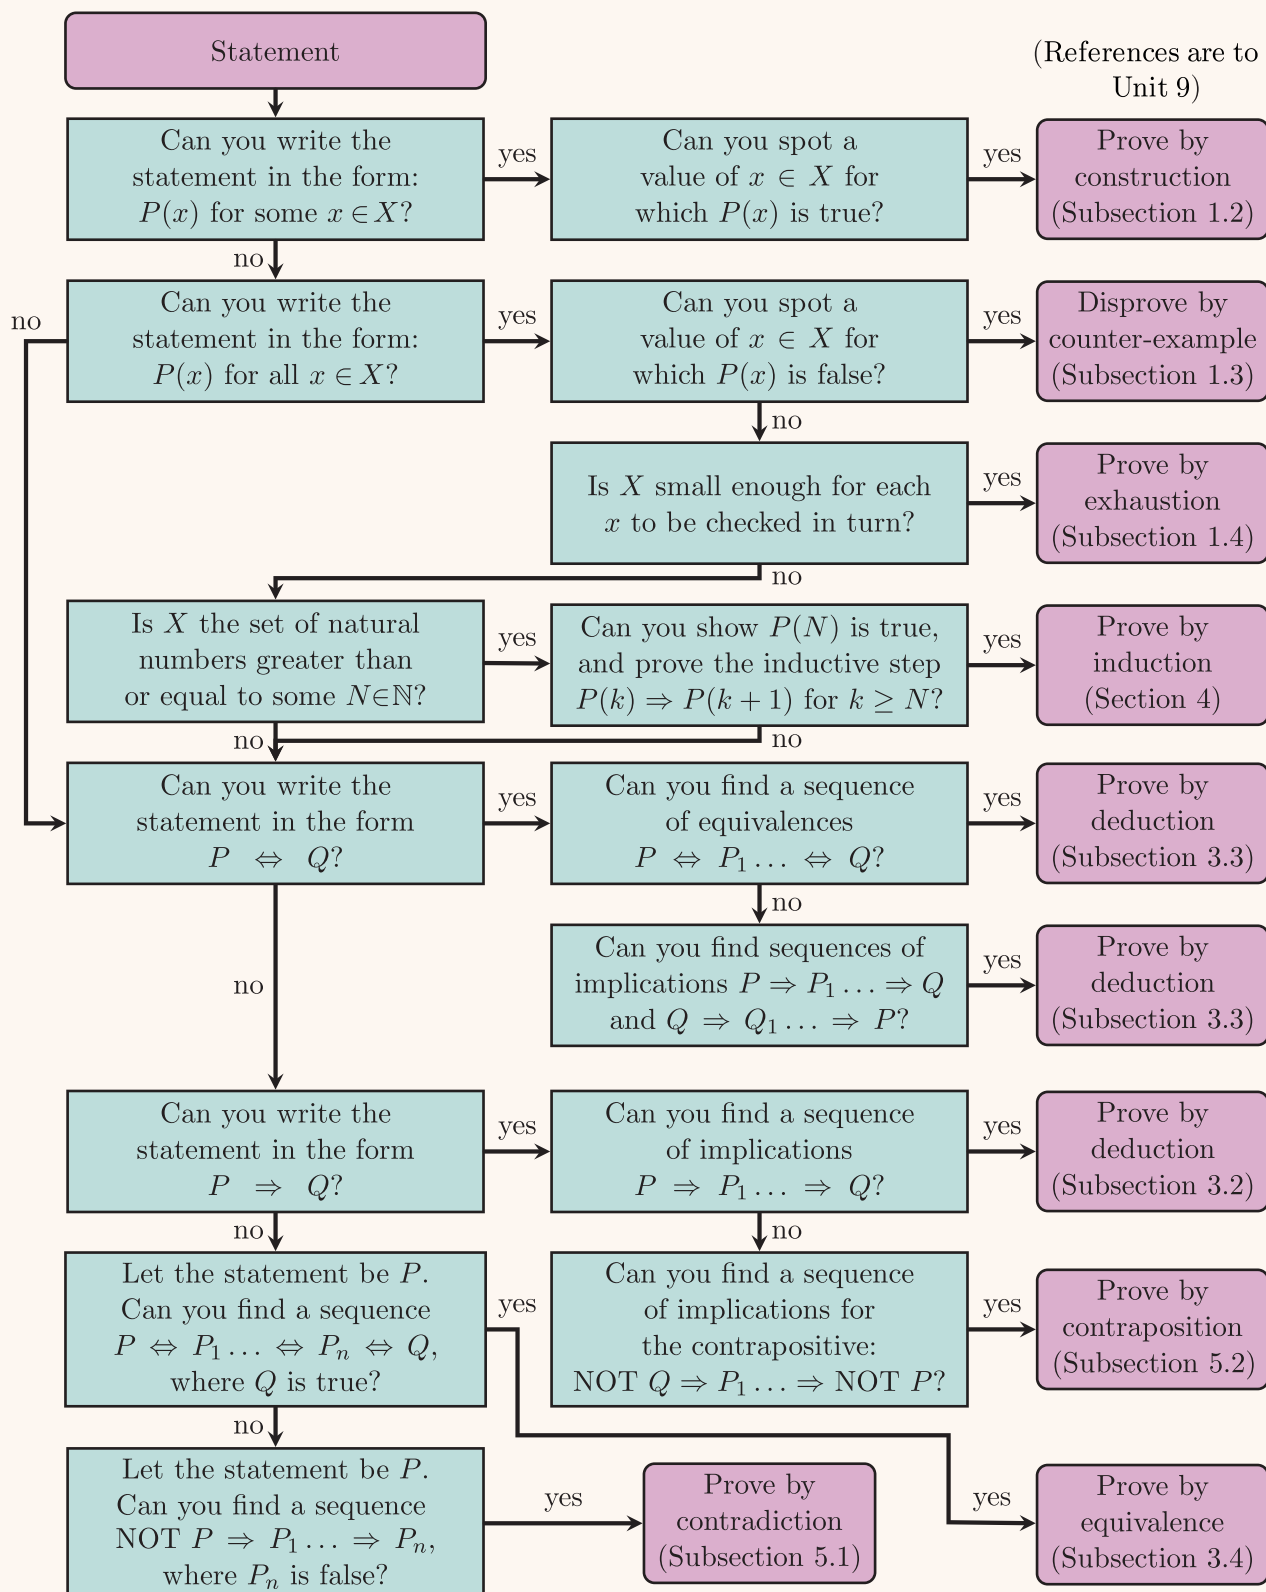 Statement
(References are to
Unit 9)
Can you write the
statement in the form:
P(x) for some x ∈ X?
yes
Can you spot a
value of x ∈ X for
which P(x) is true?
yes
Prove by
construction
(Subsection 1.2)
no
Can you write the
statement in the form:
P(x) for all x ∈ X?
no
yes
Can you spot a
value of x ∈ X for
which P(x) is false?
yes
Disprove by
counter-example
(Subsection 1.3)
no
Is X small enough for each
x to be checked in turn?
yes
Prove by
exhaustion
(Subsection 1.4)
no
Is X the set of natural
numbers greater than
or equal to some N∈ℕ?
yes
Can you show P(N) is true,
and prove the inductive step
P(k) ⇒ P(k + 1) for k ≥ N?
yes
Prove by
induction
(Section 4)
no
no
Can you write the
statement in the form
P ⇔ Q?
yes
Can you find a sequence
of equivalences
P ⇔ P₁ … ⇔ Q?
yes
Prove by
deduction
(Subsection 3.3)
no
Can you find sequences of
implications P ⇒ P₁ … ⇒ Q
and Q ⇒ Q₁ … ⇒ P?
yes
Prove by
deduction
(Subsection 3.3)
no
Can you write the
statement in the form
P ⇒ Q?
yes
Can you find a sequence
of implications
P ⇒ P₁ … ⇒ Q?
yes
Prove by
deduction
(Subsection 3.2)
no
no
Let the statement be P.
Can you find a sequence
P ⇔ P₁ … ⇔ Pₙ ⇔ Q,
where Q is true?
yes
Can you find a sequence
of implications for
the contrapositive:
NOT Q ⇒ P₁ … ⇒ NOT P?
yes
Prove by
contraposition
(Subsection 5.2)
no
Let the statement be P.
Can you find a sequence
NOT P ⇒ P₁ … ⇒ Pₙ,
where Pₙ is false?
yes
Prove by
contradiction
(Subsection 5.1)
yes
Prove by
equivalence
(Subsection 3.4)